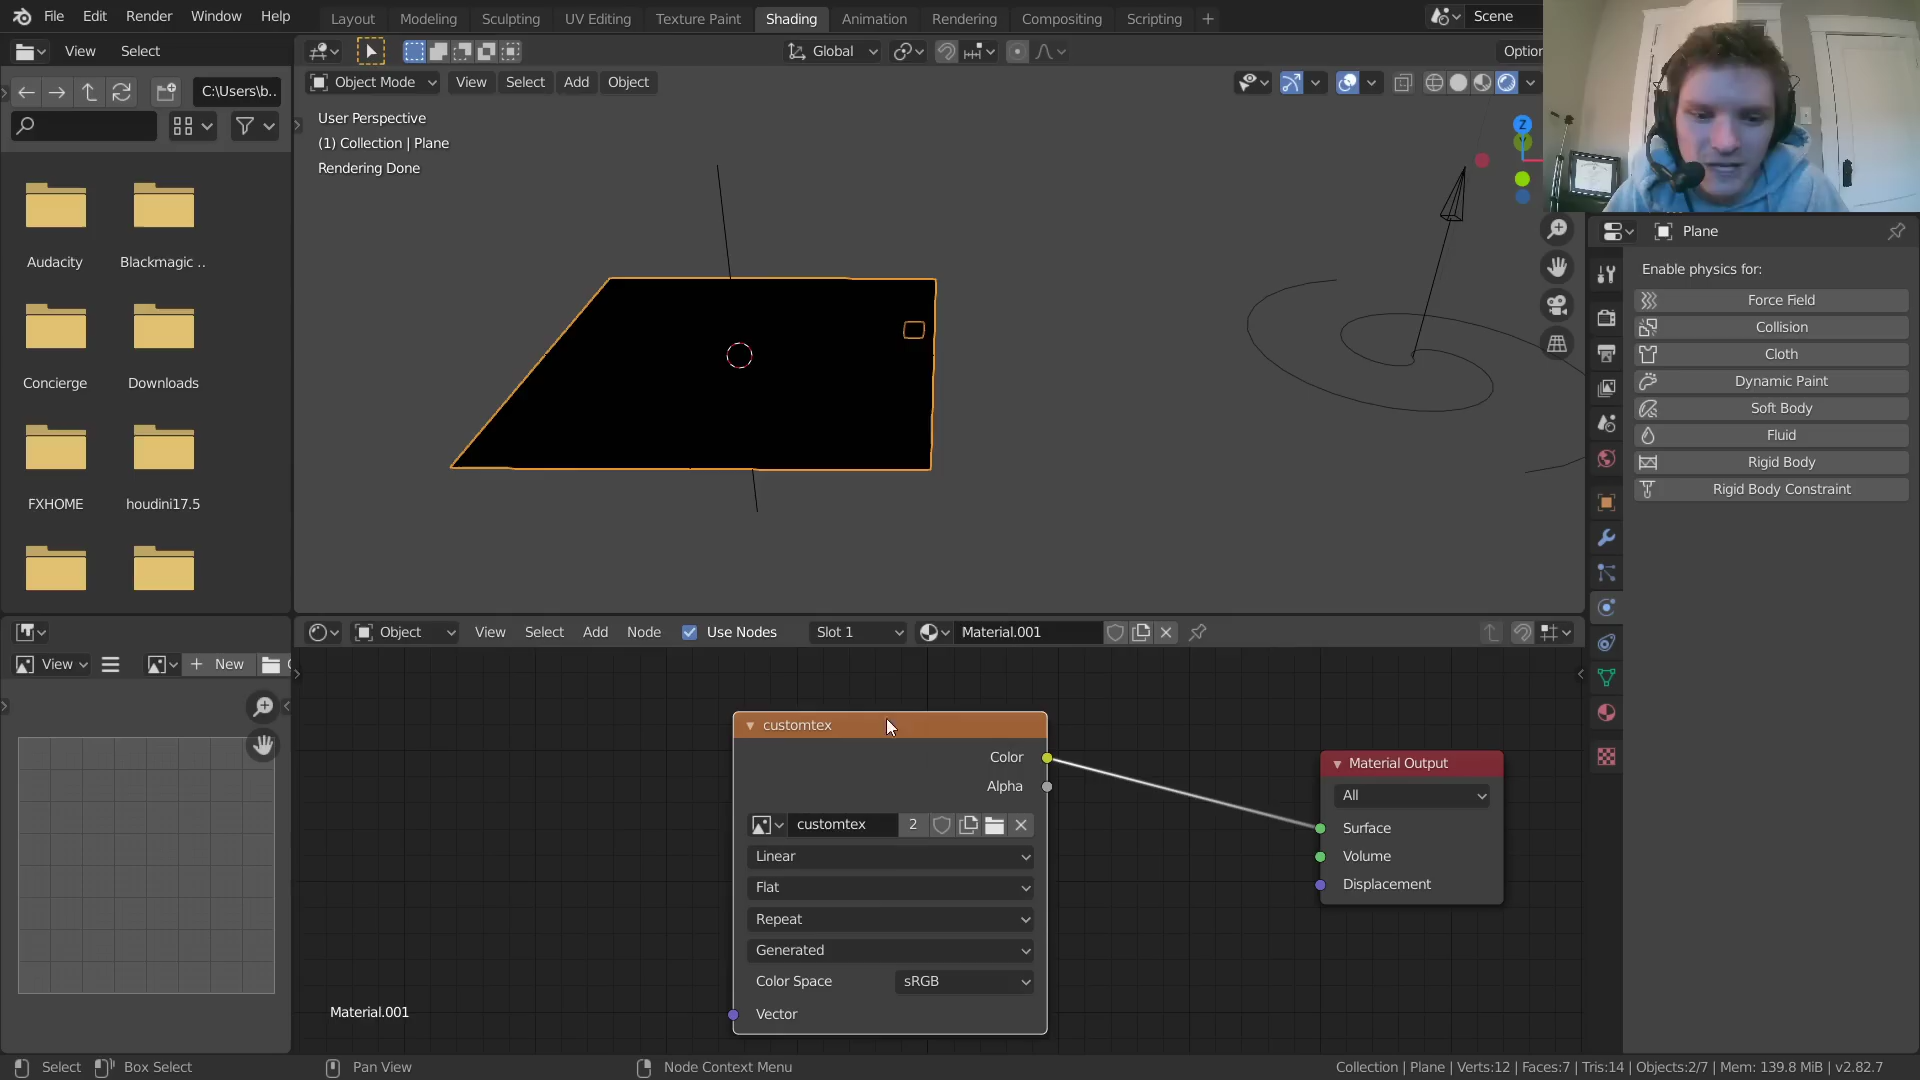 File Edit Render Window Help
Layout Modeling Sculpting UV Editing Texture Paint Shading Animation Rendering Compositing Scripting +
Scene
View Select
Global
Optior
C:\Users\b..
Object Mode View Select Add Object
User Perspective
(1) Collection | Plane
Rendering Done
Z
Y
Audacity Blackmagic ..
Concierge Downloads
FXHOME houdini17.5
Plane
Enable physics for:
Force Field
Collision
Cloth
Dynamic Paint
Soft Body
Fluid
Rigid Body
Rigid Body Constraint
Object View Select Add Node Use Nodes Slot 1 Material.001
View + New
customtex
Color
Alpha
customtex 2
Linear
Flat
Repeat
Generated
Color Space sRGB
Vector
Material Output
All
Surface
Volume
Displacement
Material.001
Select Box Select Pan View Node Context Menu
Collection | Plane | Verts:12 | Faces:7 | Tris:14 | Objects:2/7 | Mem: 139.8 MiB | v2.82.7